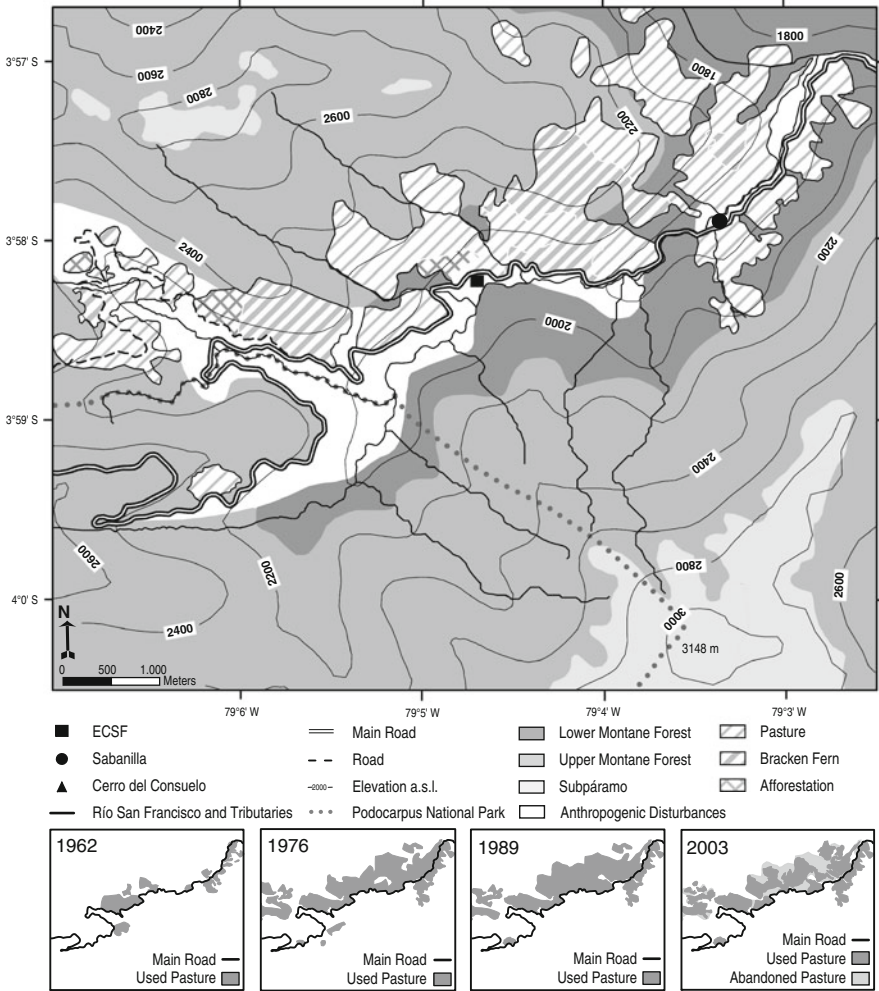 2400
1800
3°57' S
2600
1800
2800
2600
2200
3°58' S
2400
2200
2000
3°59' S
2400
2600
2200
2800
2600
4°0' S
3000
N
2400
3148 m
0 500 1.000
Meters
79°6' W 79°5' W 79°4' W 79°3' W
ECSF Main Road Lower Montane Forest Pasture
Sabanilla Road Upper Montane Forest Bracken Fern
Cerro del Consuelo -2000- Elevation a.s.l. Subpáramo Afforestation
Río San Francisco and Tributaries Podocarpus National Park Anthropogenic Disturbances
1962 1976 1989 2003
Main Road Main Road Main Road Main Road
Used Pasture Used Pasture Used Pasture Used Pasture
Abandoned Pasture